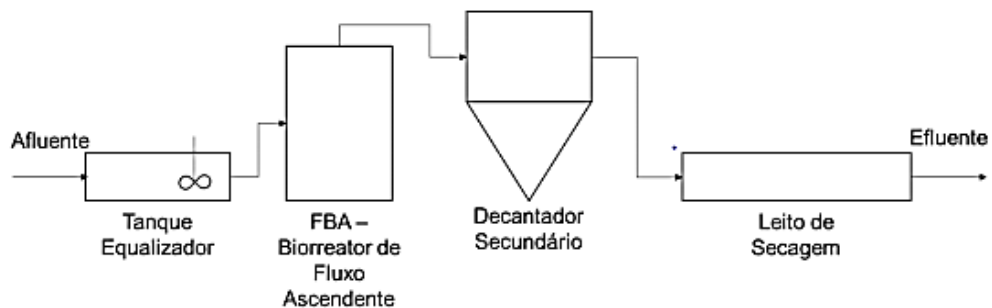 Afluente
Tanque
Equalizador
FBA –
Biorreator de
Fluxo
Ascendente
Decantador
Secundário
Leito de
Secagem
Efluente